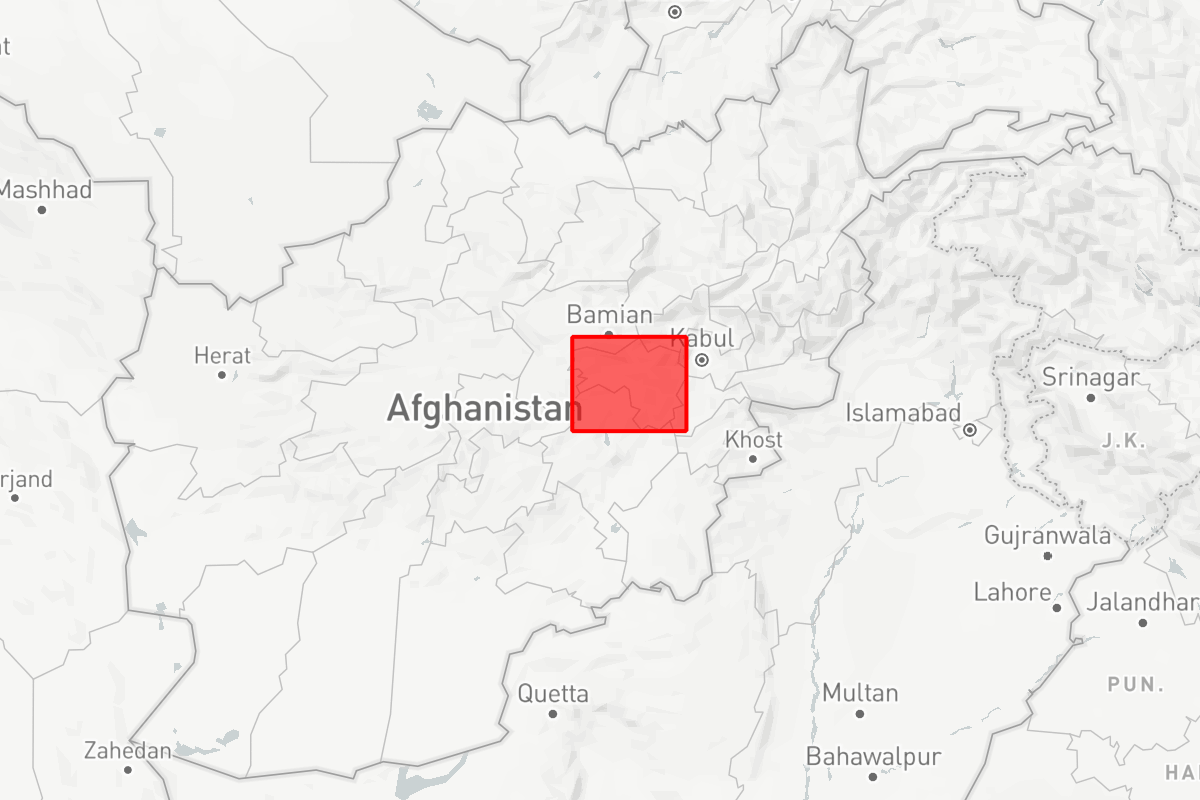 t
Mashhad
Bamian
Kabul
Herat
Srinagar
Afghanistan
Islamabad
J.K.
Khost
rjand
Gujranwala
Lahore
Jalandhar
PUN.
Quetta
Multan
Zahedan
Bahawalpur
HA